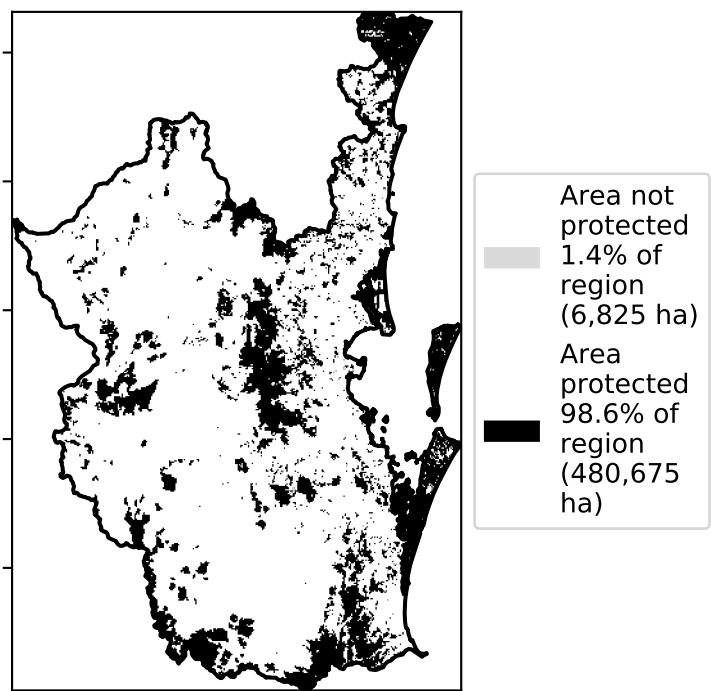 Area not
protected
1.4% of
region
(6,825 ha)
Area
protected
98.6% of
region
(480,675
ha)